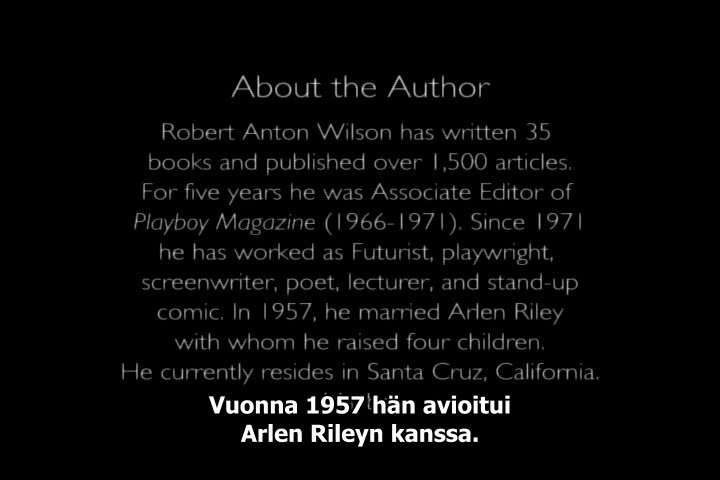 About the Author
Robert Anton Wilson has written 35
books and published over 1,500 articles.
For five years he was Associate Editor of
Playboy Magazine (1966-1971). Since 1971
he has worked as Futurist, playwright,
screenwriter, poet, lecturer, and stand-up
comic. In 1957, he married Arlen Riley
with whom he raised four children.
He currently resides in Santa Cruz, California.
Vuonna 1957 hän avioitui
Arlen Rileyn kanssa.